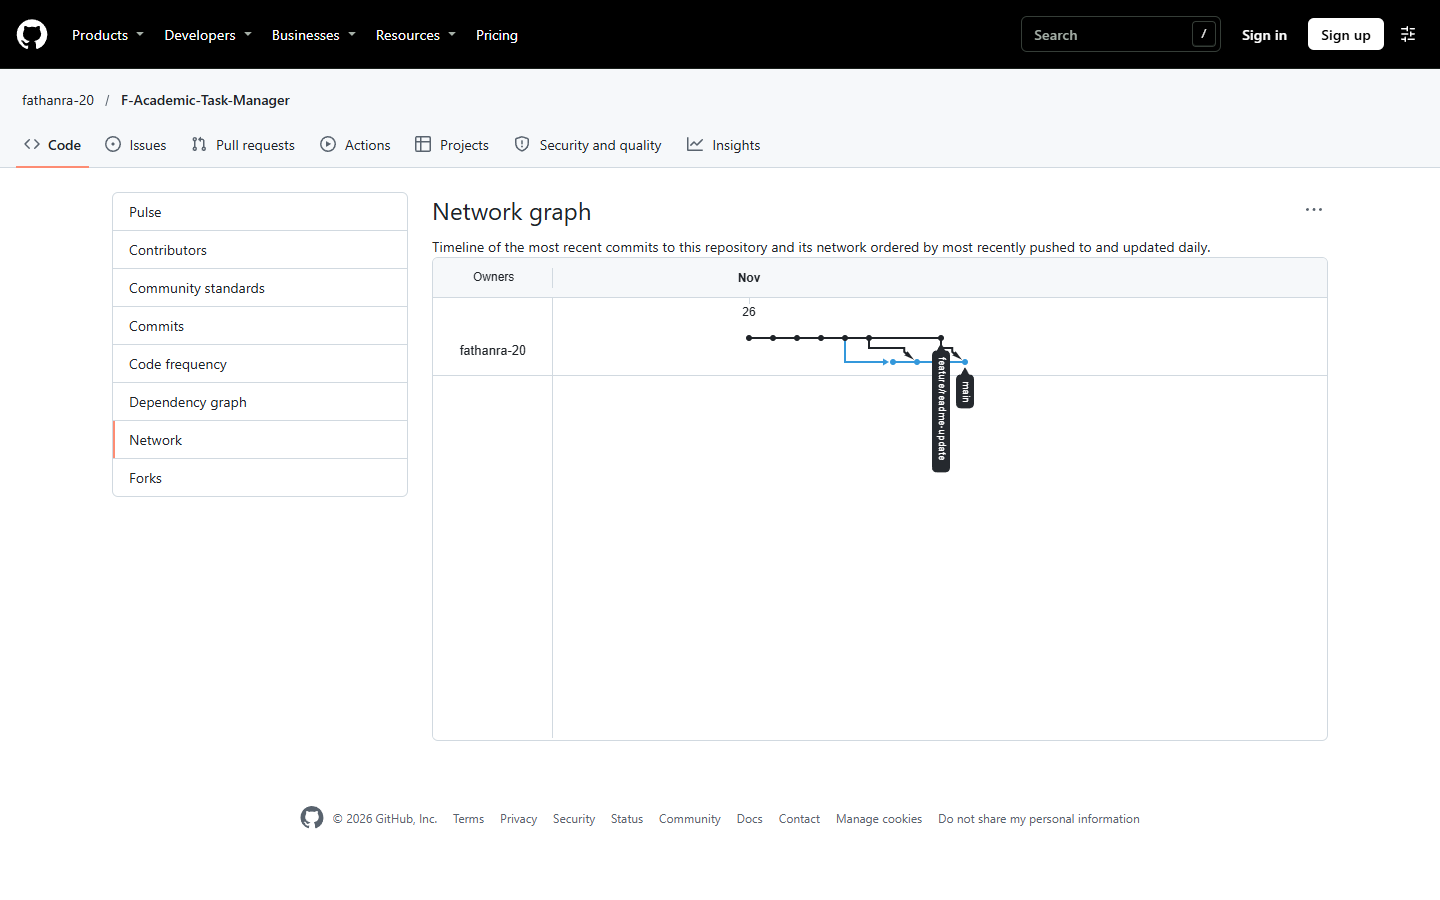 Products Developers Businesses Resources Pricing Search / Sign in Sign up
fathanra-20 / F-Academic-Task-Manager
Code Issues Pull requests Actions Projects Security and quality Insights
Pulse
Contributors
Community standards
Commits
Code frequency
Dependency graph
Network
Forks
Network graph
Timeline of the most recent commits to this repository and its network ordered by most recently pushed to and updated daily.
Owners Nov
26
fathanra-20
feature/readme-update
main
© 2026 GitHub, Inc. Terms Privacy Security Status Community Docs Contact Manage cookies Do not share my personal information